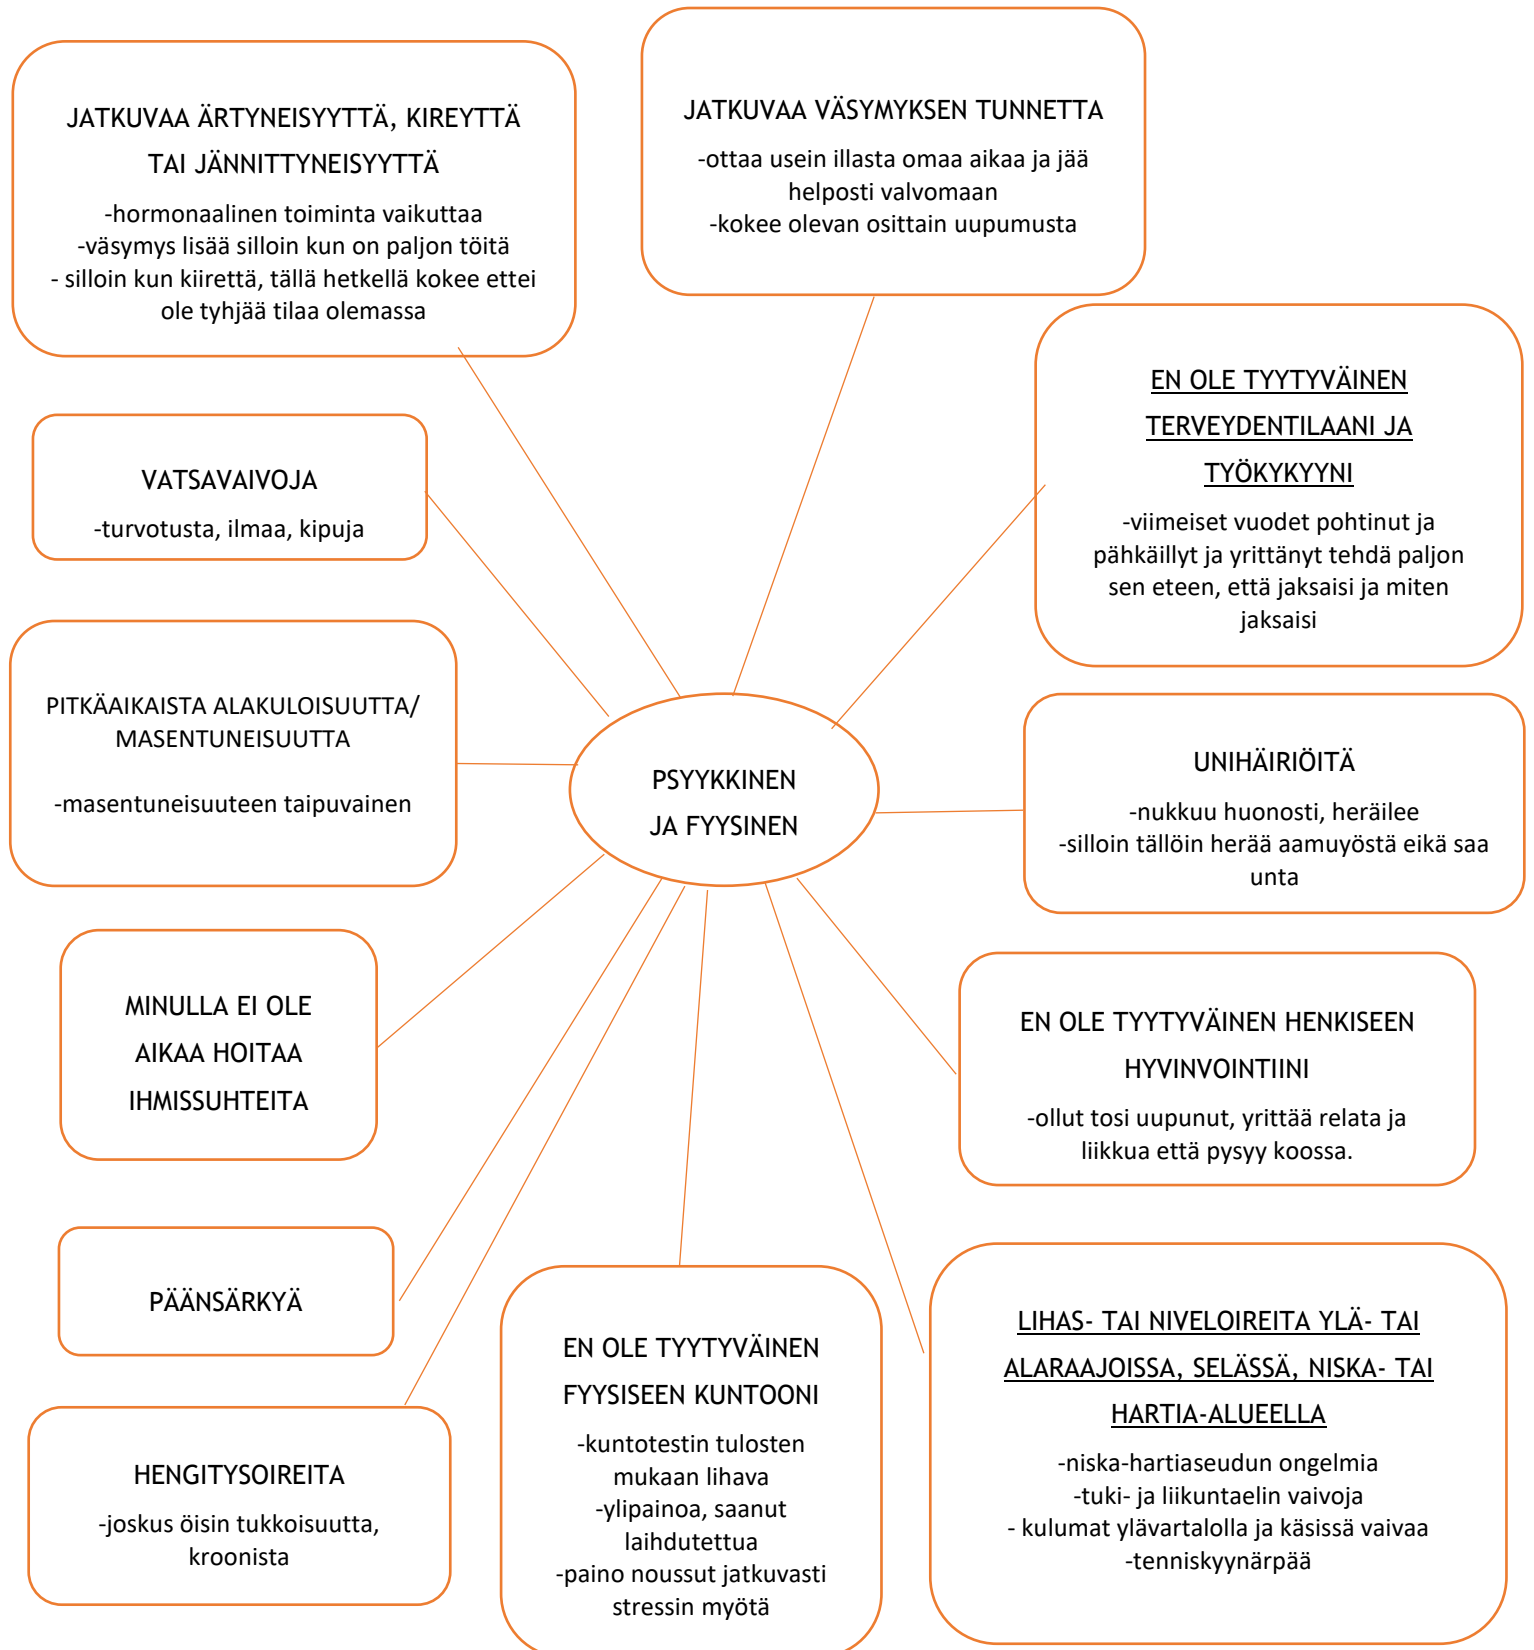 JATKUVAA ÄRTYNEISYYTTÄ, KIREYTTÄ
TAI JÄNNITTYNEISYYTTÄ
-hormonaalinen toiminta vaikuttaa
-väsymys lisää silloin kun on paljon töitä
- silloin kun kiirettä, tällä hetkellä kokee ettei
ole tyhjää tilaa olemassa
JATKUVAA VÄSYMYKSEN TUNNETTA
-ottaa usein illasta omaa aikaa ja jää
helposti valvomaan
-kokee olevan osittain uupumusta
EN OLE TYYTYVÄINEN
TERVEYDENTILAANI JA
TYÖKYKYYNI
-viimeiset vuodet pohtinut ja
pähkäillyt ja yrittänyt tehdä paljon
sen eteen, että jaksaisi ja miten
jaksaisi
VATSAVAIVOJA
-turvotusta, ilmaa, kipuja
PITKÄAIKAISTA ALAKULOISUUTTA/
MASENTUNEISUUTTA
-masentuneisuuteen taipuvainen
PSYYKKINEN
JA FYYSINEN
UNIHÄIRIÖITÄ
-nukkuu huonosti, heräilee
-silloin tällöin herää aamuyöstä eikä saa
unta
MINULLA EI OLE
AIKAA HOITAA
IHMISSUHTEITA
EN OLE TYYTYVÄINEN HENKISEEN
HYVINVOINTIINI
-ollut tosi uupunut, yrittää relata ja
liikkua että pysyy koossa.
PÄÄNSÄRKYÄ
HENGITYSOIREITA
-joskus öisin tukkoisuutta,
kroonista
EN OLE TYYTYVÄINEN
FYYSISEEN KUNTOONI
-kuntotestin tulosten
mukaan lihava
-ylipainoa, saanut
laihdutettua
-paino noussut jatkuvasti
stressin myötä
LIHAS- TAI NIVELOIREITA YLÄ- TAI
ALARAAJOISSA, SELÄSSÄ, NISKA- TAI
HARTIA-ALUEELLA
-niska-hartiaseudun ongelmia
-tuki- ja liikuntaelin vaivoja
- kulumat ylävartalolla ja käsissä vaivaa
-tenniskyynärpää